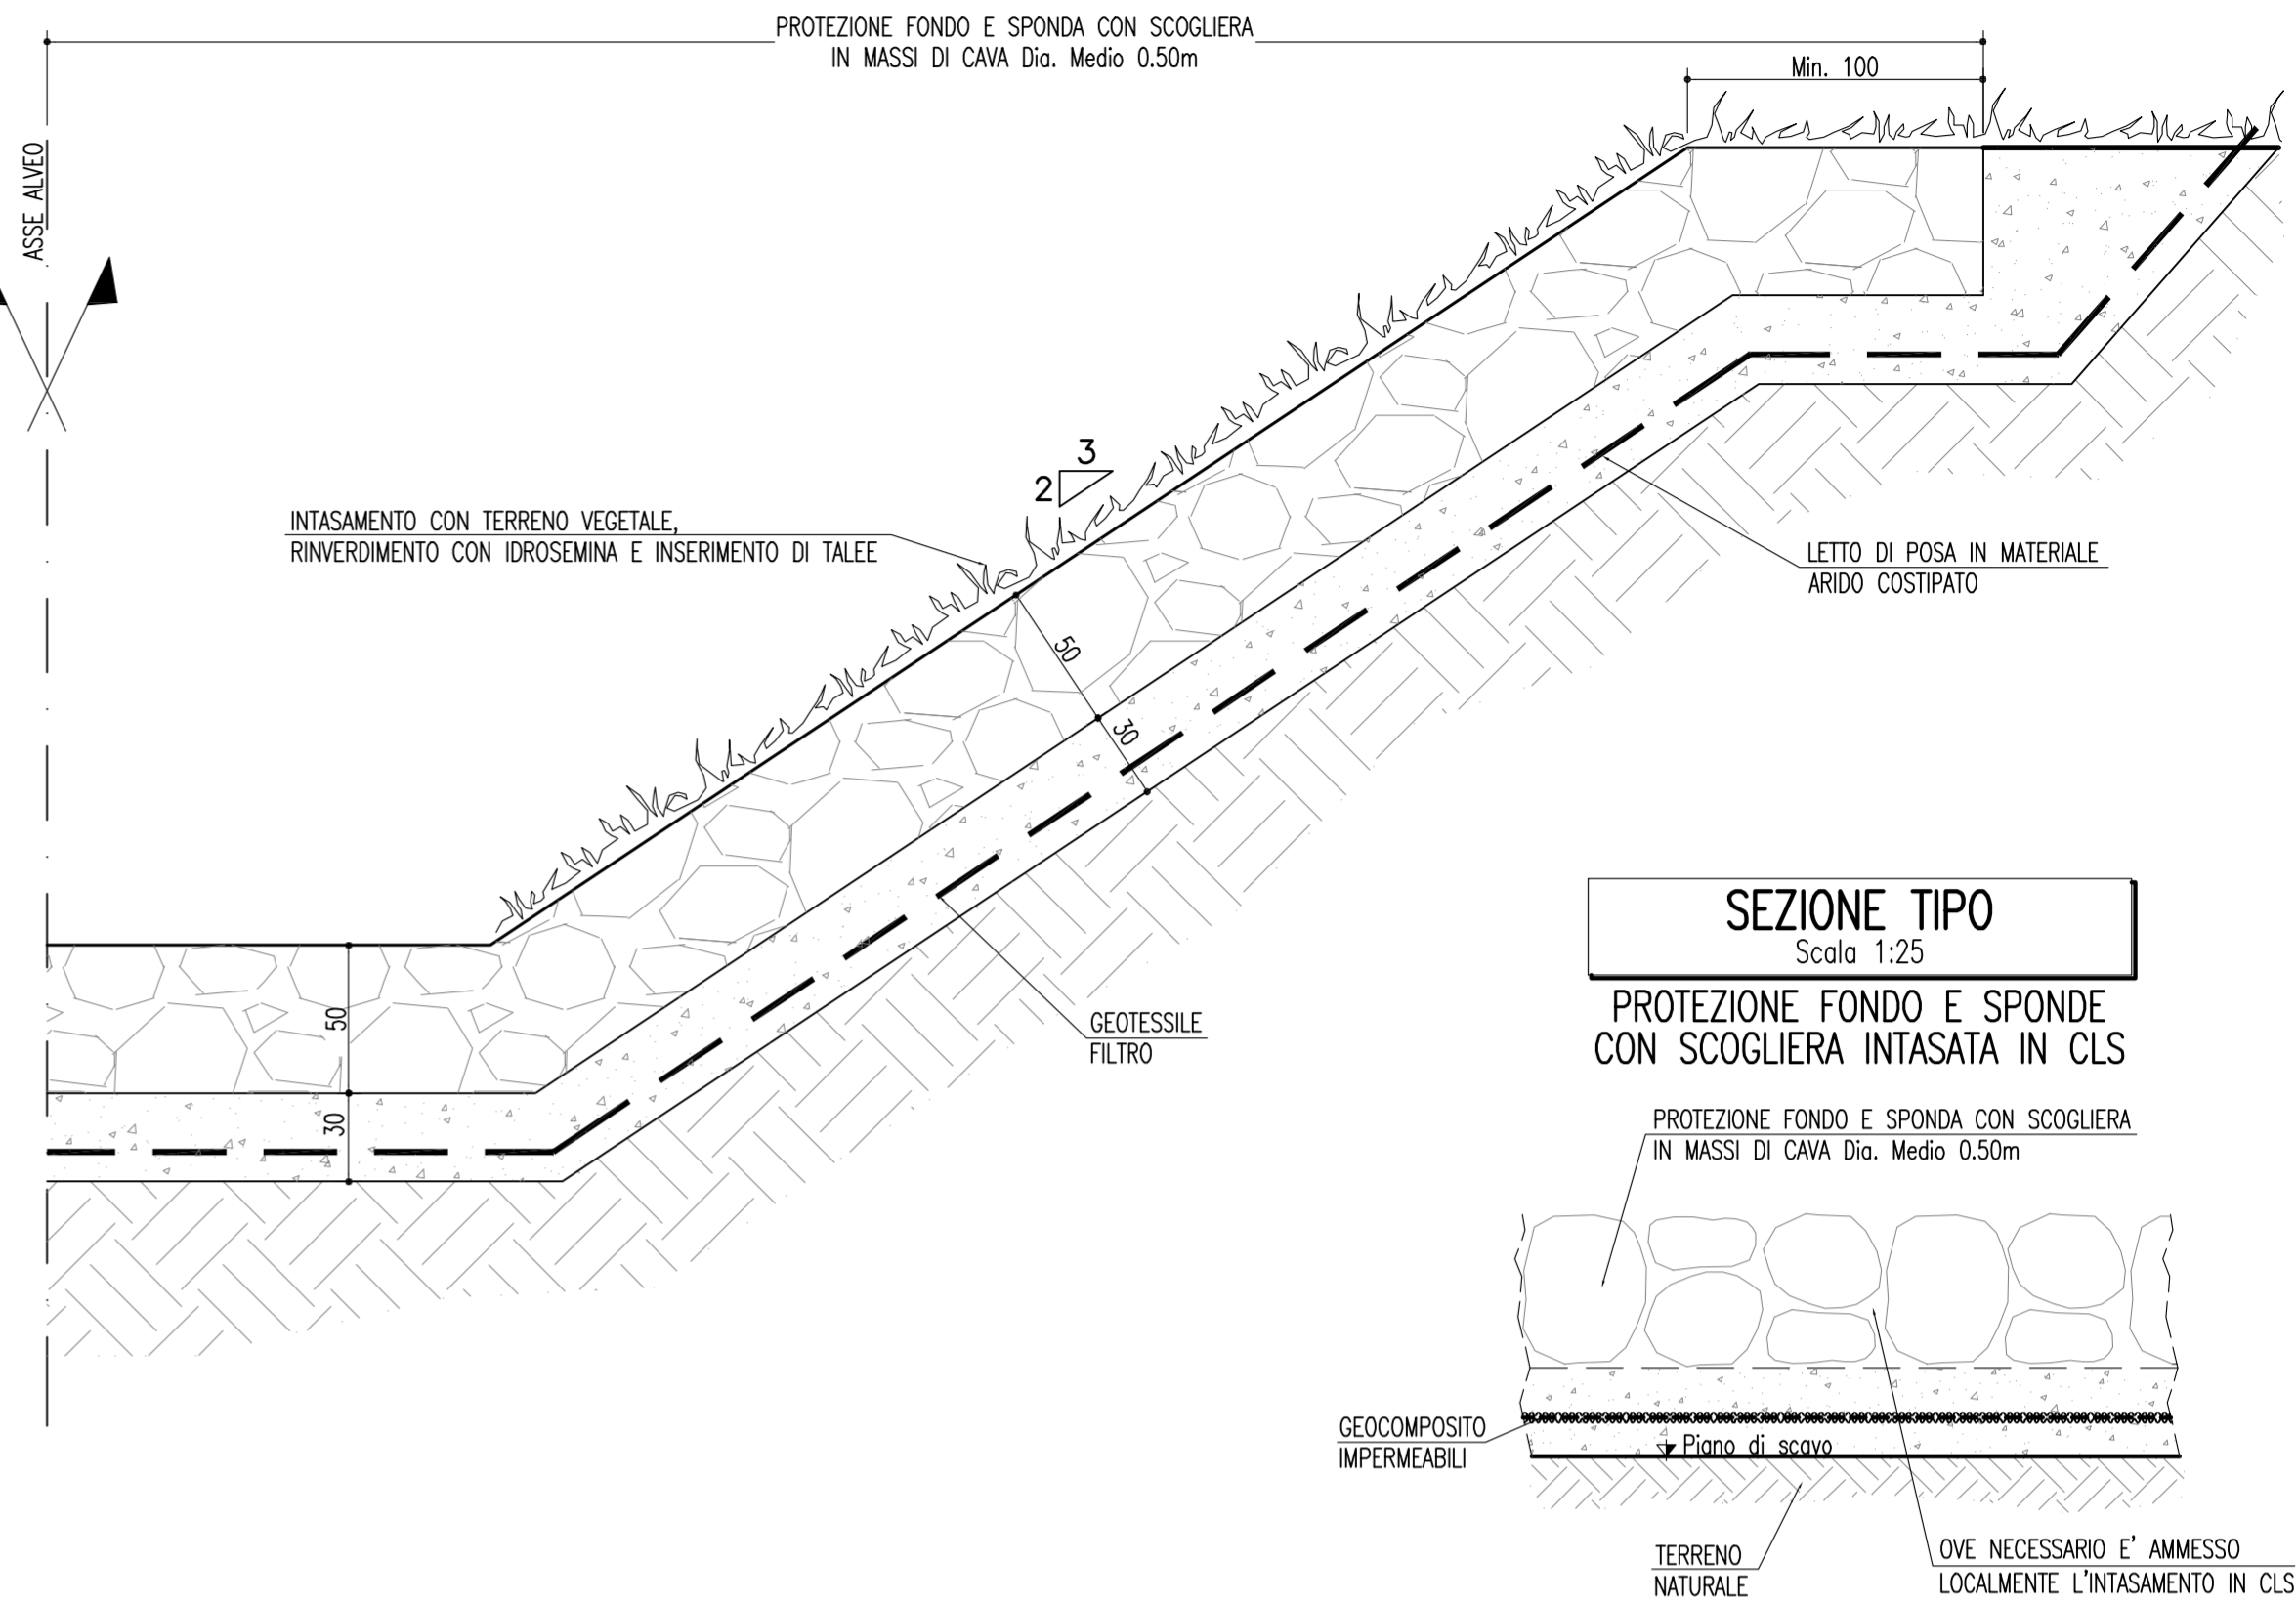 PROTEZIONE FONDO E SPONDA CON SCOGLIERA
IN MASSI DI CAVA Dia. Medio 0.50m
Min. 100
ASSE ALVEO
3
2
INTASAMENTO CON TERRENO VEGETALE,
RINVERDIMENTO CON IDROSEMINA E INSERIMENTO DI TALEE
LETTO DI POSA IN MATERIALE
ARIDO COSTIPATO
50
30
50
30
GEOTESSILE
FILTRO
SEZIONE TIPO
Scala 1:25
PROTEZIONE FONDO E SPONDE
CON SCOGLIERA INTASATA IN CLS
PROTEZIONE FONDO E SPONDA CON SCOGLIERA
IN MASSI DI CAVA Dia. Medio 0.50m
GEOCOMPOSITO
IMPERMEABILI
Piano di scavo
TERRENO
NATURALE
OVE NECESSARIO E' AMMESSO
LOCALMENTE L'INTASAMENTO IN CLS